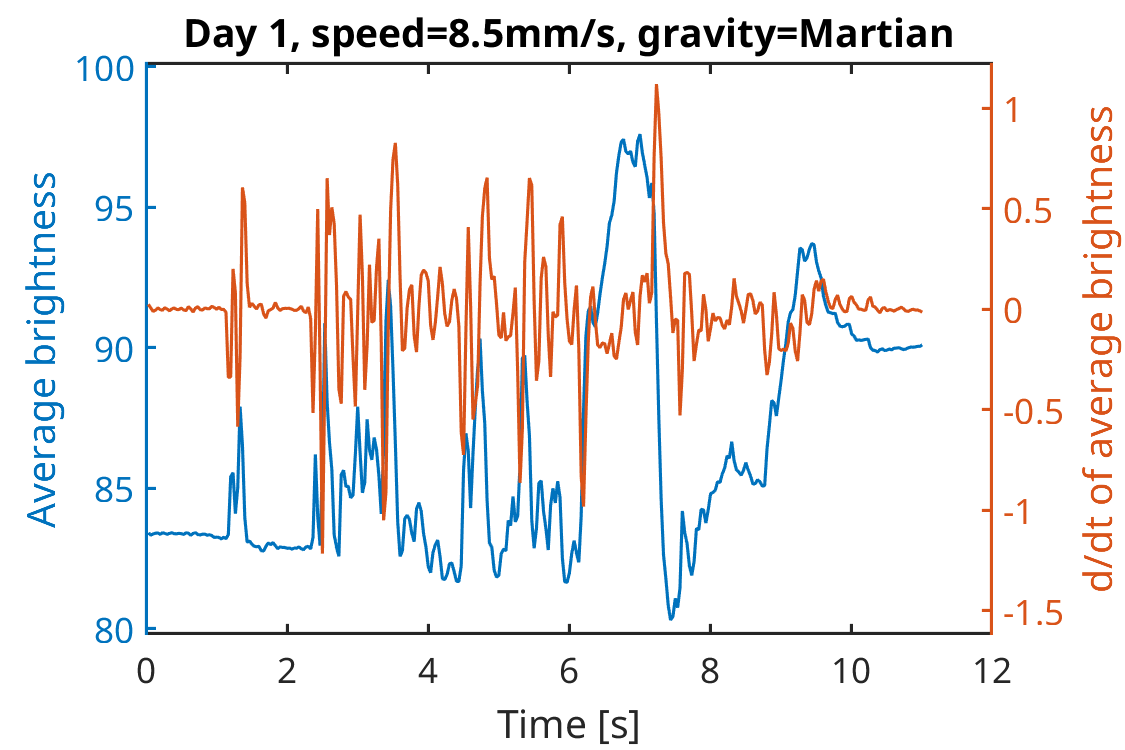 Day 1, speed=8.5mm/s, gravity=Martian
100
95
90
85
80
Average brightness
1
0.5
0
-0.5
-1
-1.5
d/dt of average brightness
0 2 4 6 8 10 12
Time [s]